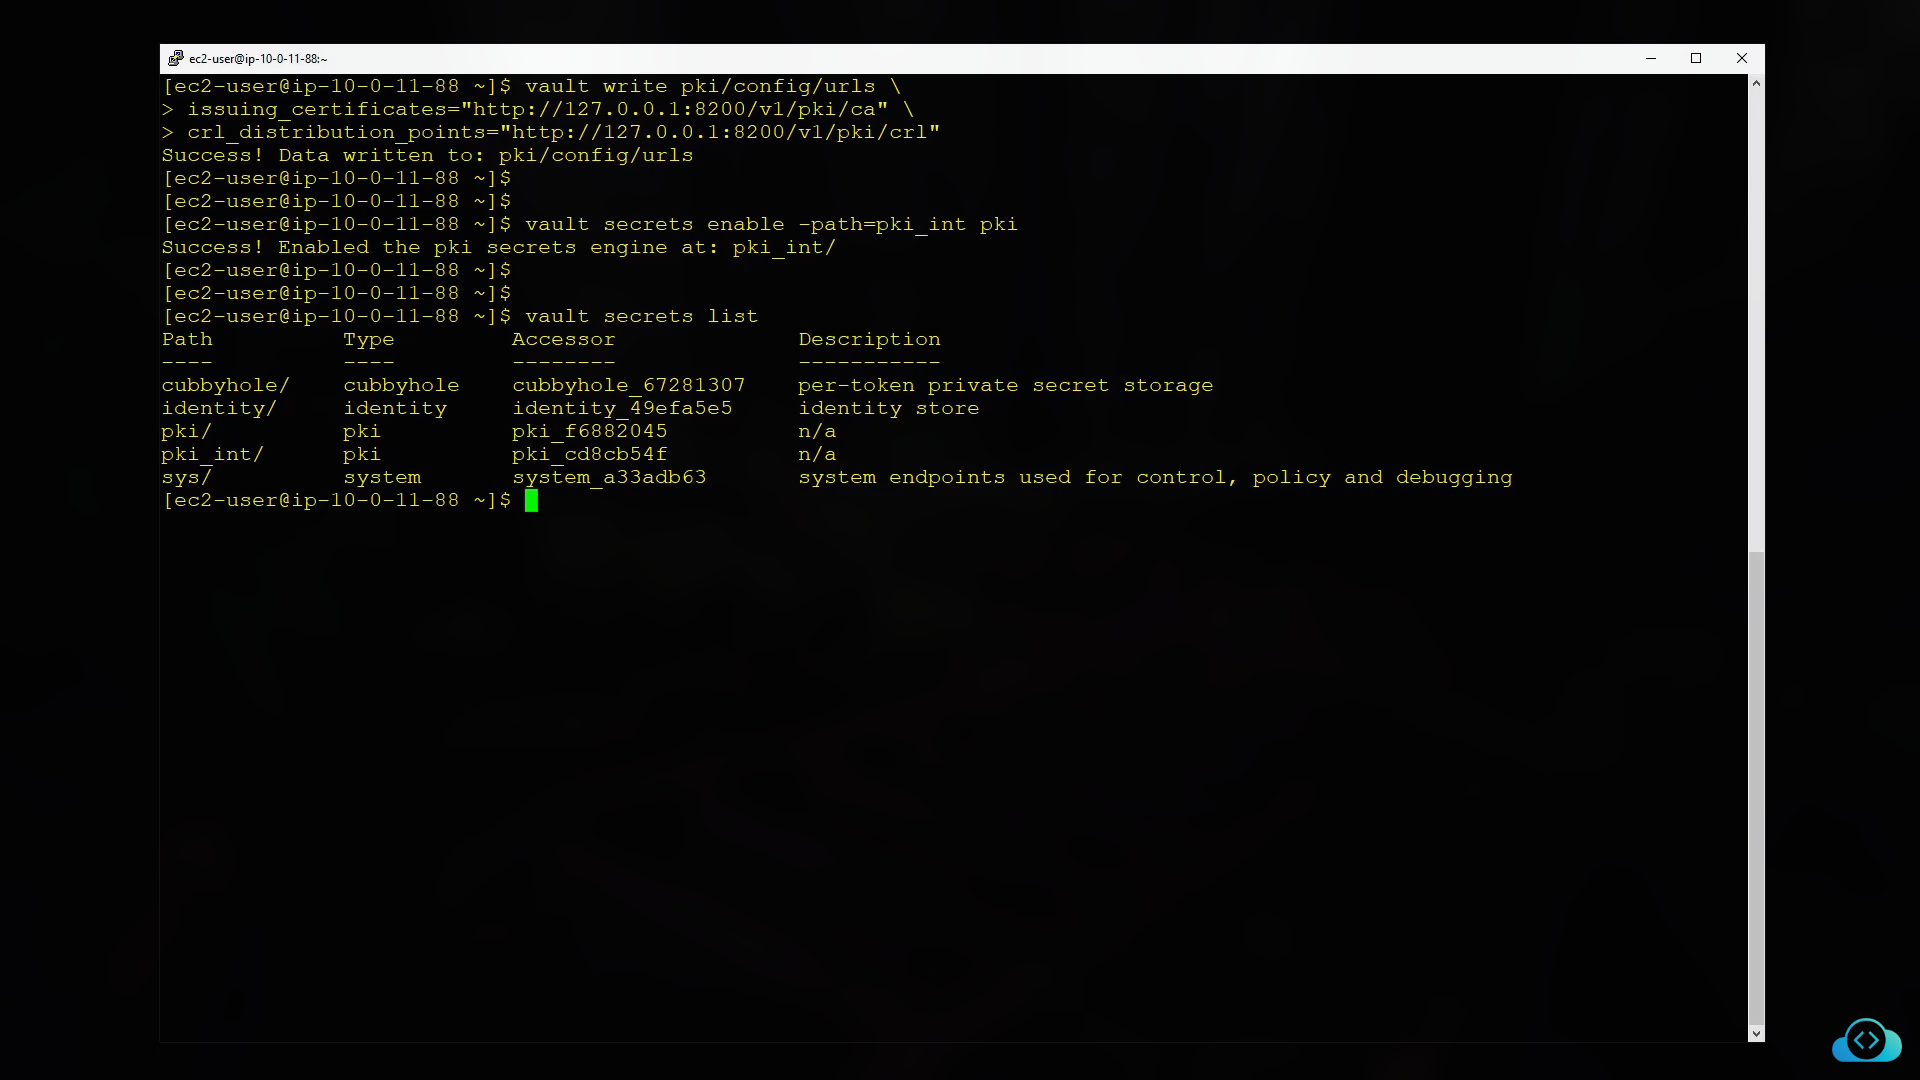 ec2-user@ip-10-0-11-88:~
[ec2-user@ip-10-0-11-88 ~]$ vault write pki/config/urls \
> issuing_certificates="http://127.0.0.1:8200/v1/pki/ca" \
> crl_distribution_points="http://127.0.0.1:8200/v1/pki/crl"
Success! Data written to: pki/config/urls
[ec2-user@ip-10-0-11-88 ~]$
[ec2-user@ip-10-0-11-88 ~]$
[ec2-user@ip-10-0-11-88 ~]$ vault secrets enable -path=pki_int pki
Success! Enabled the pki secrets engine at: pki_int/
[ec2-user@ip-10-0-11-88 ~]$
[ec2-user@ip-10-0-11-88 ~]$
[ec2-user@ip-10-0-11-88 ~]$ vault secrets list
Path          Type         Accessor              Description
----          ----         --------              -----------
cubbyhole/    cubbyhole    cubbyhole_67281307    per-token private secret storage
identity/     identity     identity_49efa5e5     identity store
pki/          pki          pki_f6882045          n/a
pki_int/      pki          pki_cd8cb54f          n/a
sys/          system       system_a33adb63       system endpoints used for control, policy and debugging
[ec2-user@ip-10-0-11-88 ~]$